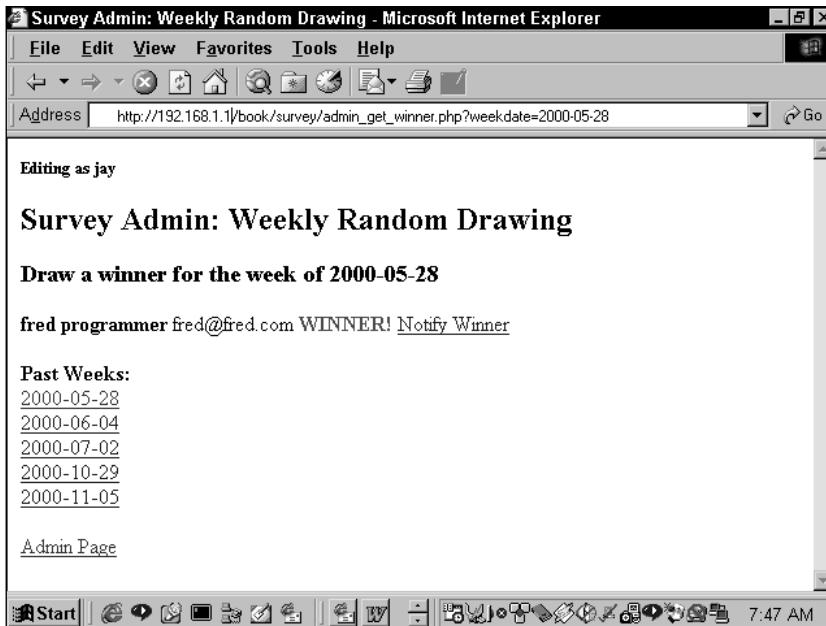 Survey Admin: Weekly Random Drawing - Microsoft Internet Explorer
File Edit View Favorites Tools Help
Address http://192.168.1.1/book/survey/admin_get_winner.php?weekdate=2000-05-28 Go
Editing as jay
Survey Admin: Weekly Random Drawing
Draw a winner for the week of 2000-05-28
fred programmer fred@fred.com WINNER! Notify Winner
Past Weeks:
2000-05-28
2000-06-04
2000-07-02
2000-10-29
2000-11-05
Admin Page
Start 7:47 AM